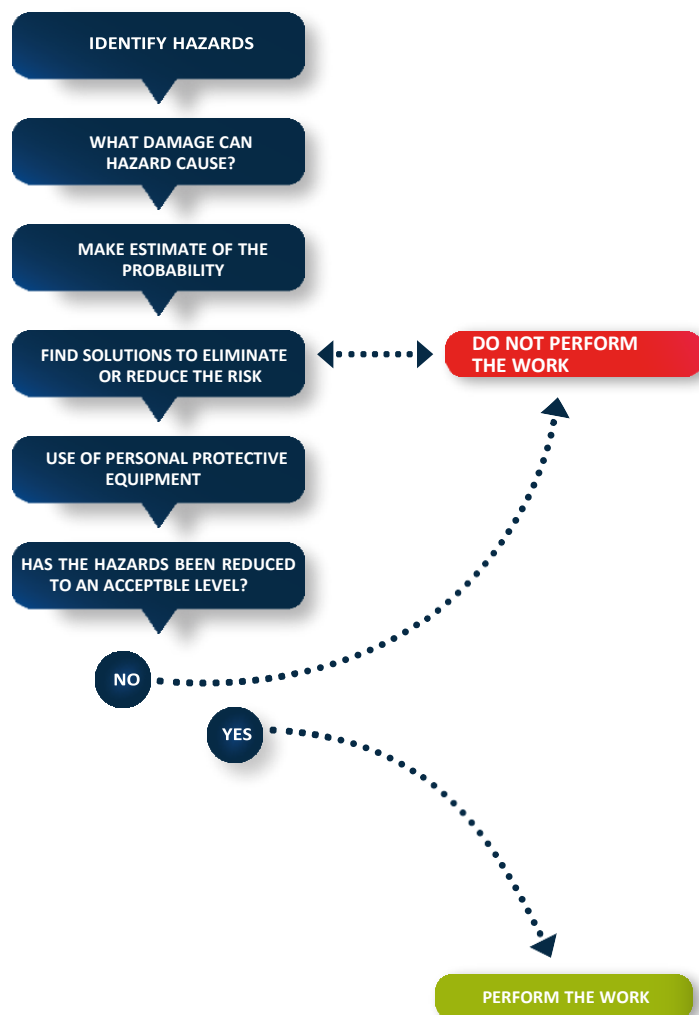 IDENTIFY HAZARDS
WHAT DAMAGE CAN
HAZARD CAUSE?
MAKE ESTIMATE OF THE
PROBABILITY
FIND SOLUTIONS TO ELIMINATE
OR REDUCE THE RISK
DO NOT PERFORM
THE WORK
USE OF PERSONAL PROTECTIVE
EQUIPMENT
HAS THE HAZARDS BEEN REDUCED
TO AN ACCEPTBLE LEVEL?
NO
YES
PERFORM THE WORK